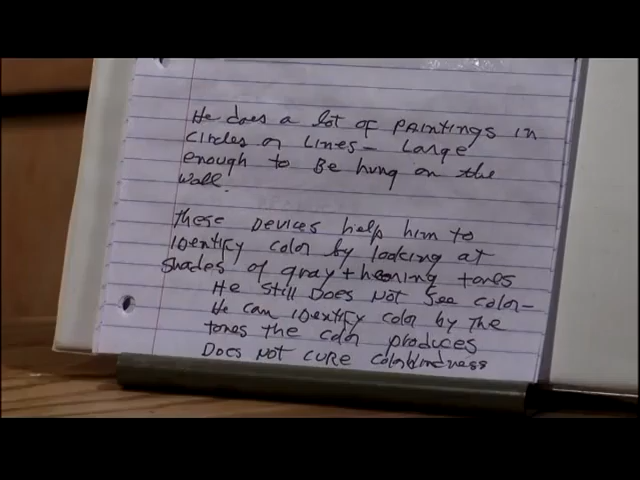 He does a lot of paintings in
circles or lines - Large
enough to Be hung on the
wall.
These Devices help him to
identify color by looking at
shades of gray + hearing tones
He still Does Not see color -
He can identify color by the
tones the color produces
Does Not cure colorblindness